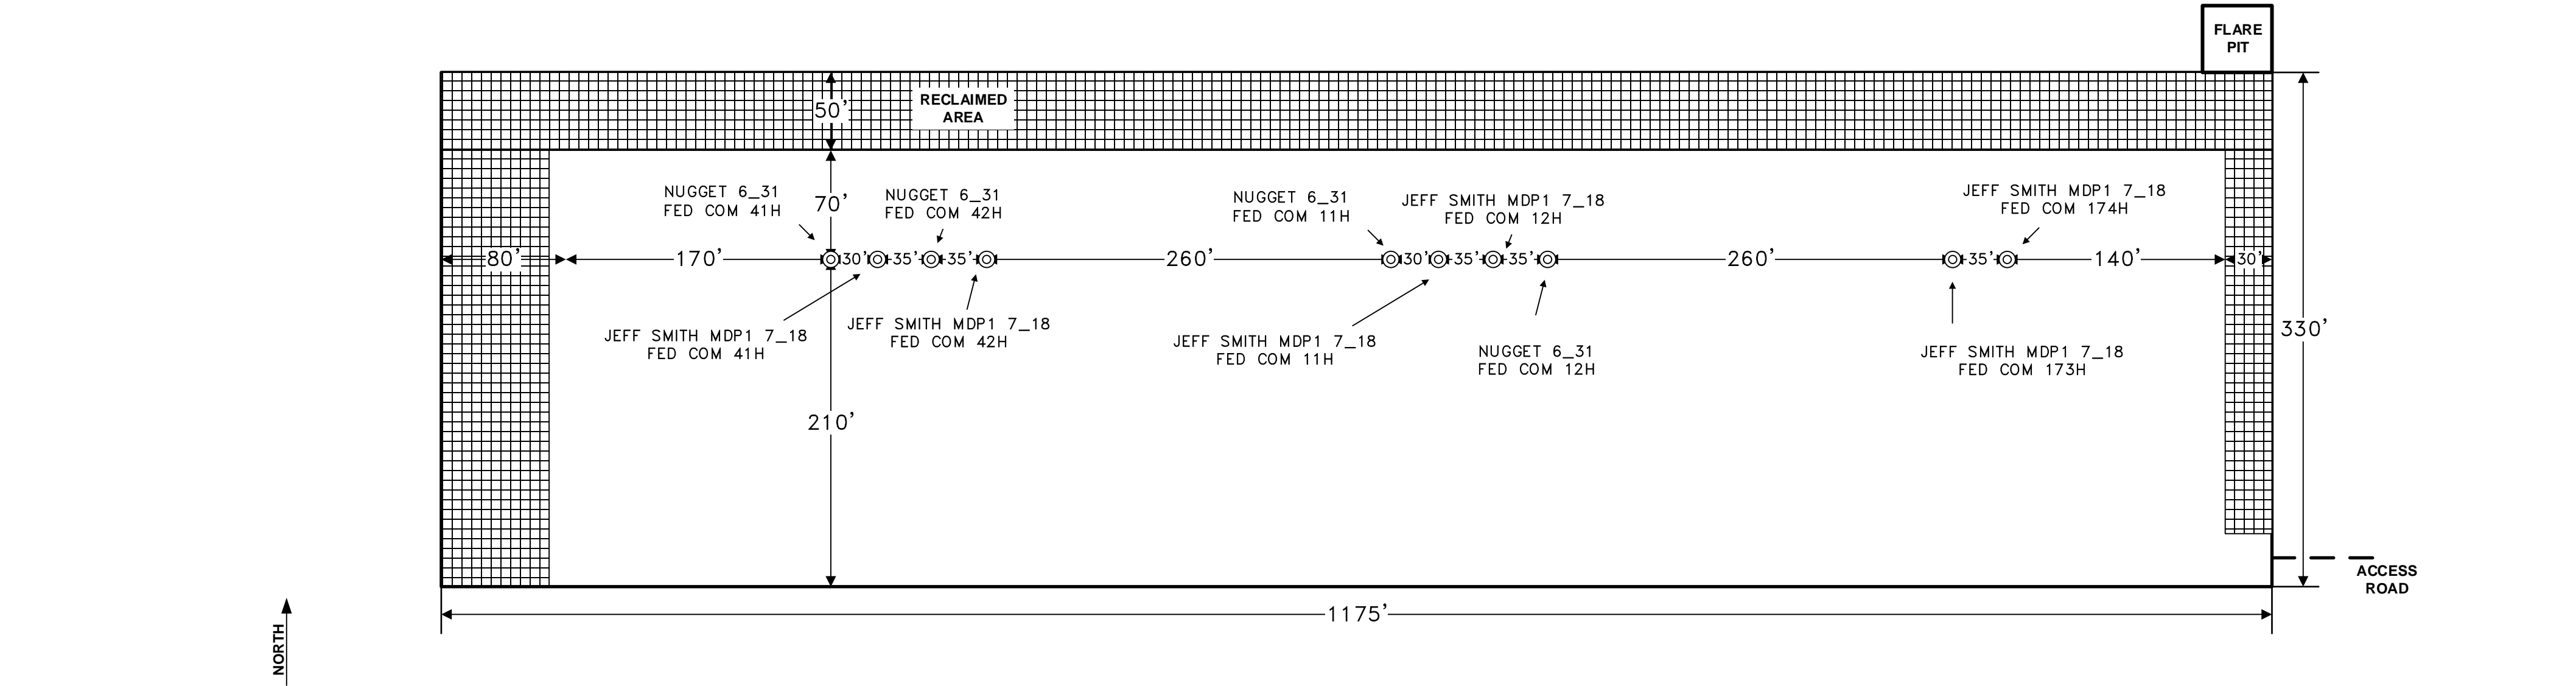 FLARE
PIT
RECLAIMED
AREA
50'
NUGGET 6_31
FED COM 41H
70'
NUGGET 6_31
FED COM 42H
NUGGET 6_31
FED COM 11H
JEFF SMITH MDP1 7_18
FED COM 12H
JEFF SMITH MDP1 7_18
FED COM 174H
80'
170'
30'
35'
35'
260'
30'
35'
35'
260'
35'
140'
30'
JEFF SMITH MDP1 7_18
FED COM 41H
JEFF SMITH MDP1 7_18
FED COM 42H
JEFF SMITH MDP1 7_18
FED COM 11H
NUGGET 6_31
FED COM 12H
JEFF SMITH MDP1 7_18
FED COM 173H
330'
210'
ACCESS
ROAD
1175'
NORTH